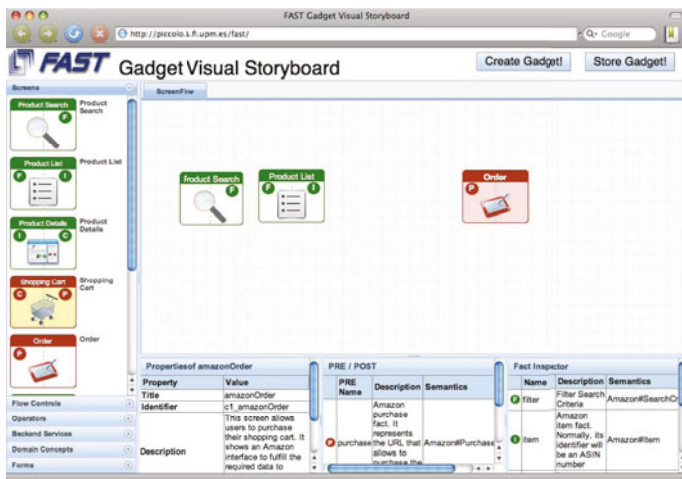 FAST Gadget Visual Storyboard
http://piccolo.ls.fi.upm.es/fast/
Google
FAST Gadget Visual Storyboard
Create Gadget!
Store Gadget!
Screens
Product Search
F
Product
Search
Product List
F I
Product List
Product Details
I C
Product
Details
Shopping Cart
C P
Shopping
Cart
Order
P
Order
Flow Controls
Operators
Backend Services
Domain Concepts
Forms
ScreenFlow
Product Search
F
Product List
F I
Order
P
Properties of amazonOrder
Property Value
Title amazonOrder
Identifier c1_amazonOrder
Description
This screen allows
users to purchase
their shopping cart. It
shows an Amazon
interface to fulfill the
required data to
PRE / POST
PRE
Name
Description Semantics
P purchase
Amazon
purchase
fact. It
represents
the URL that
allows to
purchase the
Amazon#Purchase
Fact Inspector
Name Description Semantics
F filter
Filter Search
Criteria
Amazon#SearchCr
I item
Amazon
item fact.
Normally, its
identifier will
be an ASIN
number
Amazon#Item